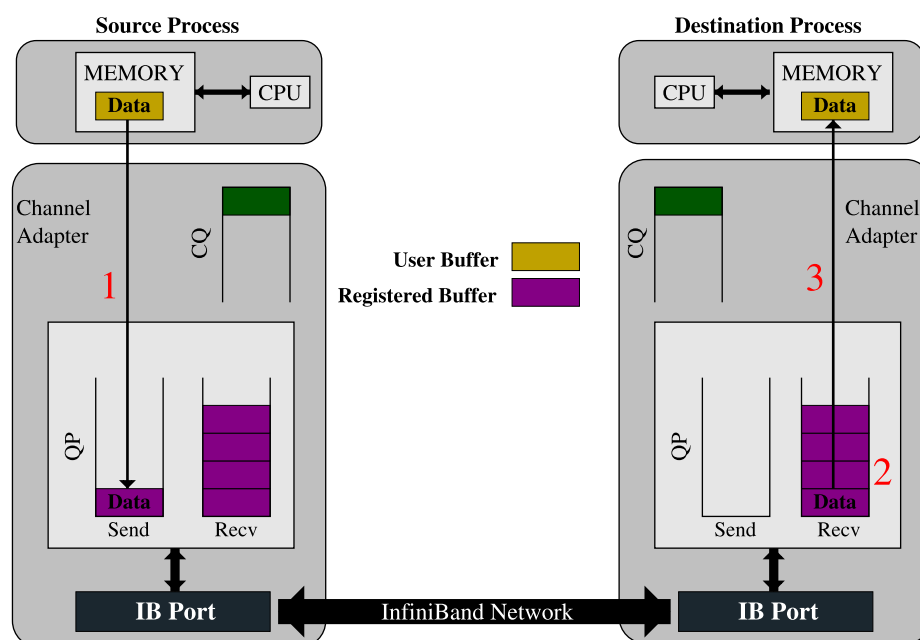 Source Process
Destination Process
MEMORY
Data
CPU
CPU
MEMORY
Data
Channel
Adapter
CQ
1
User Buffer
Registered Buffer
CQ
Channel
Adapter
3
QP
Data
Send
Recv
QP
2
Data
Send
Recv
IB Port
InfiniBand Network
IB Port